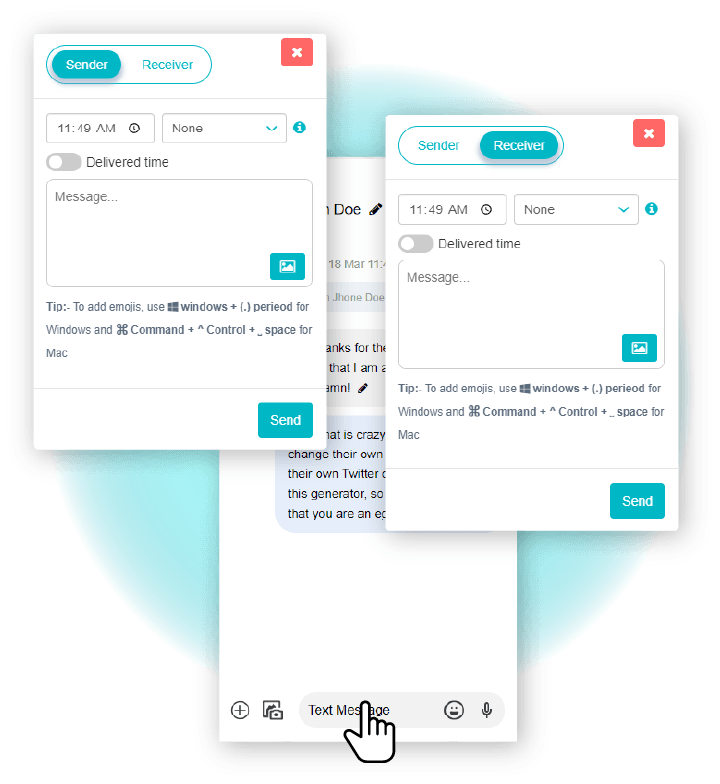 Sender Receiver
11:49 AM None
Delivered time
Message...
Tip:- To add emojis, use windows + (.) perieod for
Windows and ⌘ Command + ^ Control + ⎵ space for
Mac
Send
Sender Receiver
11:49 AM None
Delivered time
Message...
Tip:- To add emojis, use windows + (.) perieod for
Windows and ⌘ Command + ^ Control + ⎵ space for
Mac
Send
Doe
18 Mar 11:4
Jhone Doe
for the
that I am a
amn!
hat is crazy
change their own
their own Twitter
this generator, so
that you are an
Text Message